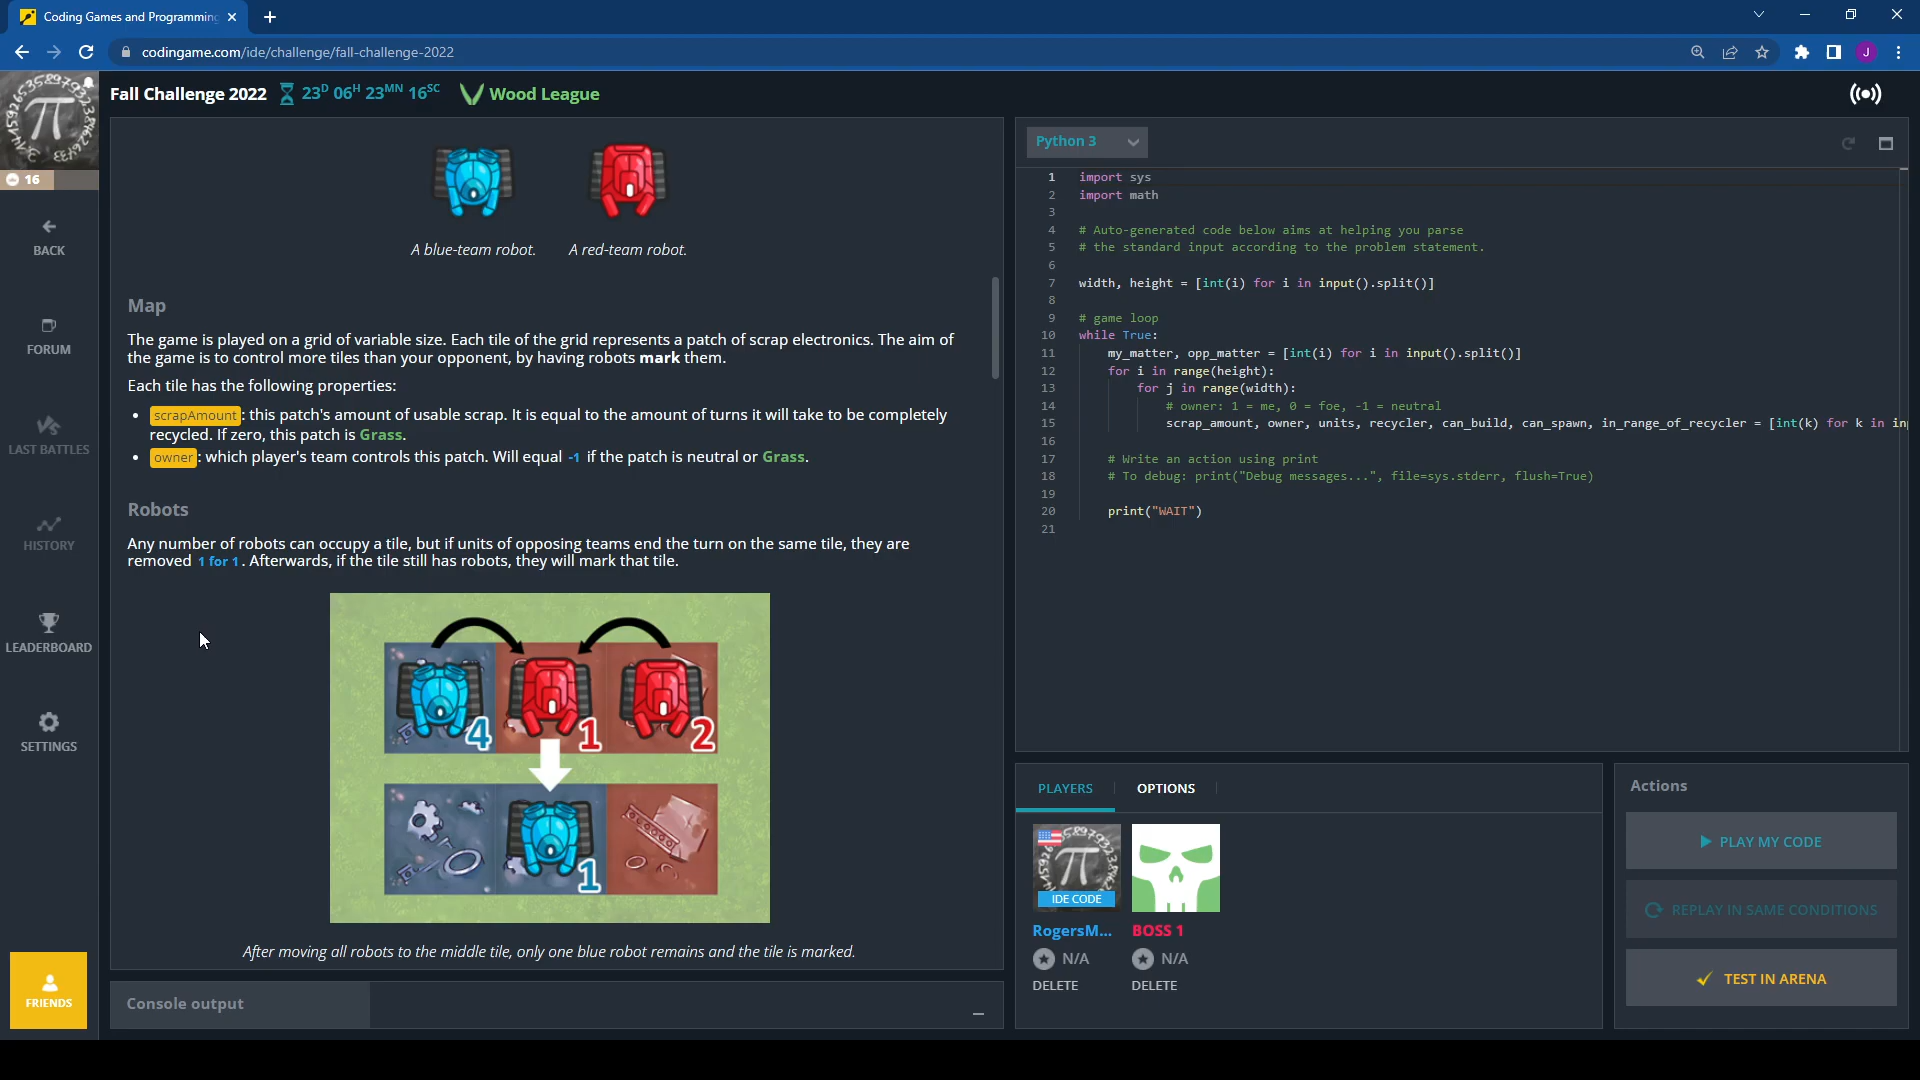 Coding Games and Programming
codingame.com/ide/challenge/fall-challenge-2022
J
Fall Challenge 2022 23D 06H 23MN 16SC Wood League
16
BACK
FORUM
LAST BATTLES
HISTORY
LEADERBOARD
SETTINGS
FRIENDS
A blue-team robot. A red-team robot.
Map
The game is played on a grid of variable size. Each tile of the grid represents a patch of scrap electronics. The aim of
the game is to control more tiles than your opponent, by having robots mark them.
Each tile has the following properties:
• scrapAmount: this patch's amount of usable scrap. It is equal to the amount of turns it will take to be completely
recycled. If zero, this patch is Grass.
• owner: which player's team controls this patch. Will equal -1 if the patch is neutral or Grass.
Robots
Any number of robots can occupy a tile, but if units of opposing teams end the turn on the same tile, they are
removed 1 for 1. Afterwards, if the tile still has robots, they will mark that tile.
4 1 2
1
After moving all robots to the middle tile, only one blue robot remains and the tile is marked.
Console output
Python 3
1 import sys
2 import math
3
4 # Auto-generated code below aims at helping you parse
5 # the standard input according to the problem statement.
6
7 width, height = [int(i) for i in input().split()]
8
9 # game loop
10 while True:
11 my_matter, opp_matter = [int(i) for i in input().split()]
12 for i in range(height):
13 for j in range(width):
14 # owner: 1 = me, 0 = foe, -1 = neutral
15 scrap_amount, owner, units, recycler, can_build, can_spawn, in_range_of_recycler = [int(k) for k in in
16
17 # Write an action using print
18 # To debug: print("Debug messages...", file=sys.stderr, flush=True)
19
20 print("WAIT")
21
PLAYERS OPTIONS
IDE CODE
RogersM... BOSS 1
N/A N/A
DELETE DELETE
Actions
PLAY MY CODE
REPLAY IN SAME CONDITIONS
TEST IN ARENA